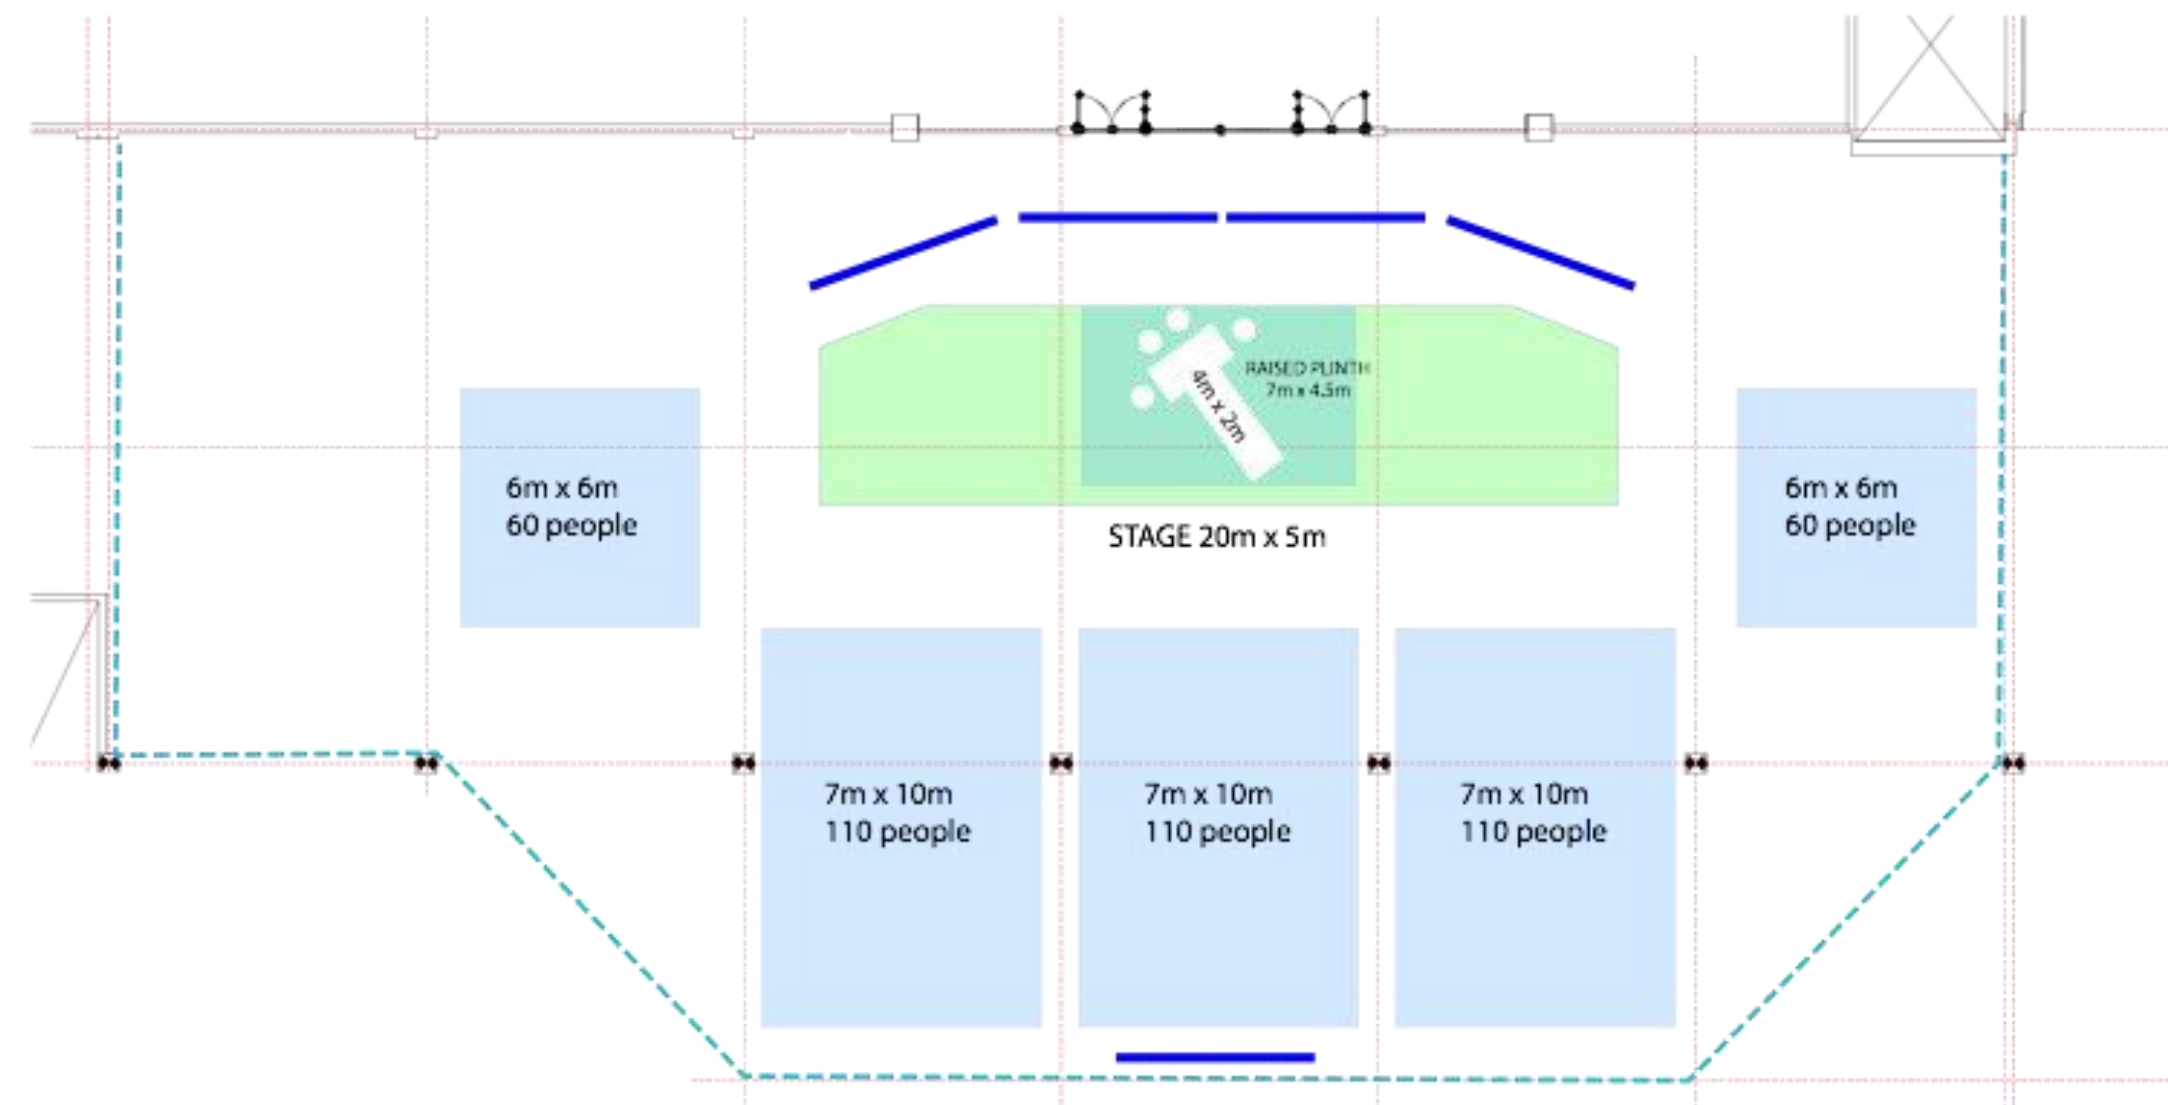 RAISED PLINTH
7m x 4.5m
4m x 2m
6m x 6m
60 people
6m x 6m
60 people
STAGE 20m x 5m
7m x 10m
110 people
7m x 10m
110 people
7m x 10m
110 people